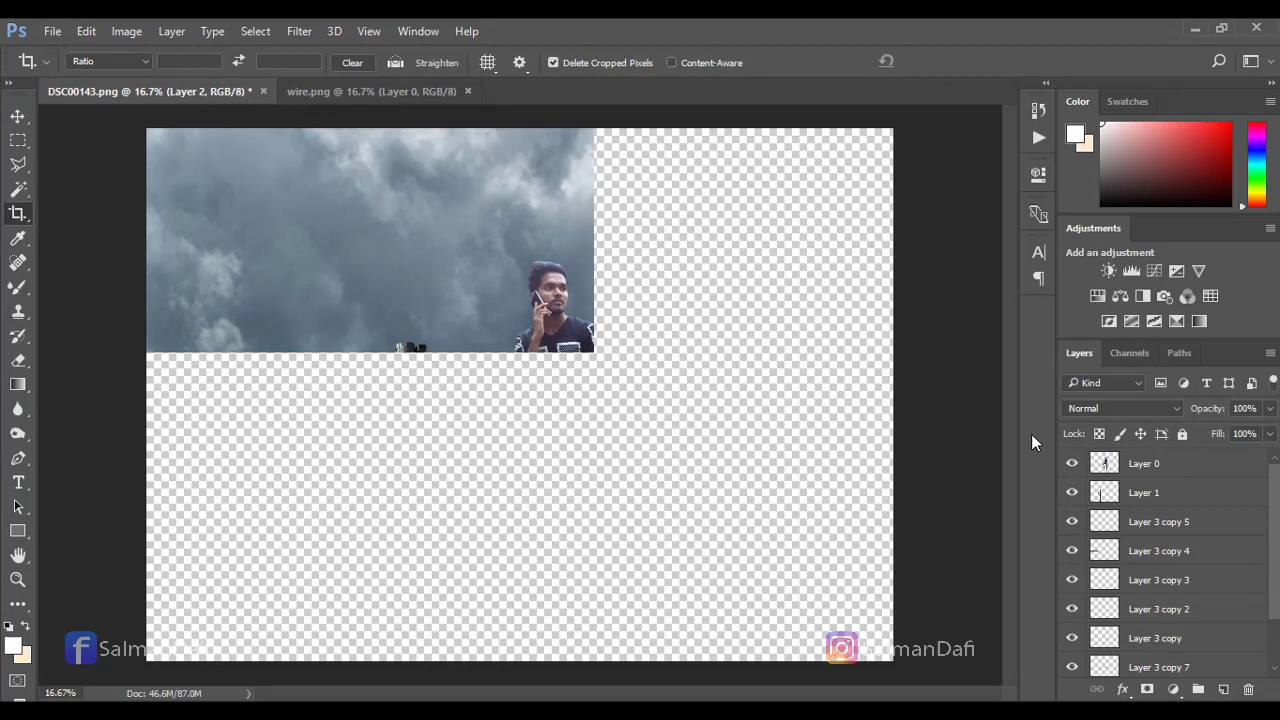 Ps File Edit Image Layer Type Select Filter 3D View Window Help
Ratio Clear Straighten Delete Cropped Pixels Content-Aware
DSC00143.png @ 16.7% (Layer 2, RGB/8) * × wire.png @ 16.7% (Layer 0, RGB/8) ×
Color Swatches
Adjustments
Add an adjustment
Layers Channels Paths
Kind
Normal Opacity: 100%
Lock: Fill: 100%
Layer 0
Layer 1
Layer 3 copy 5
Layer 3 copy 4
Layer 3 copy 3
Layer 3 copy 2
Layer 3 copy
Layer 3 copy 7
16.67% Doc: 46.6M/87.0M